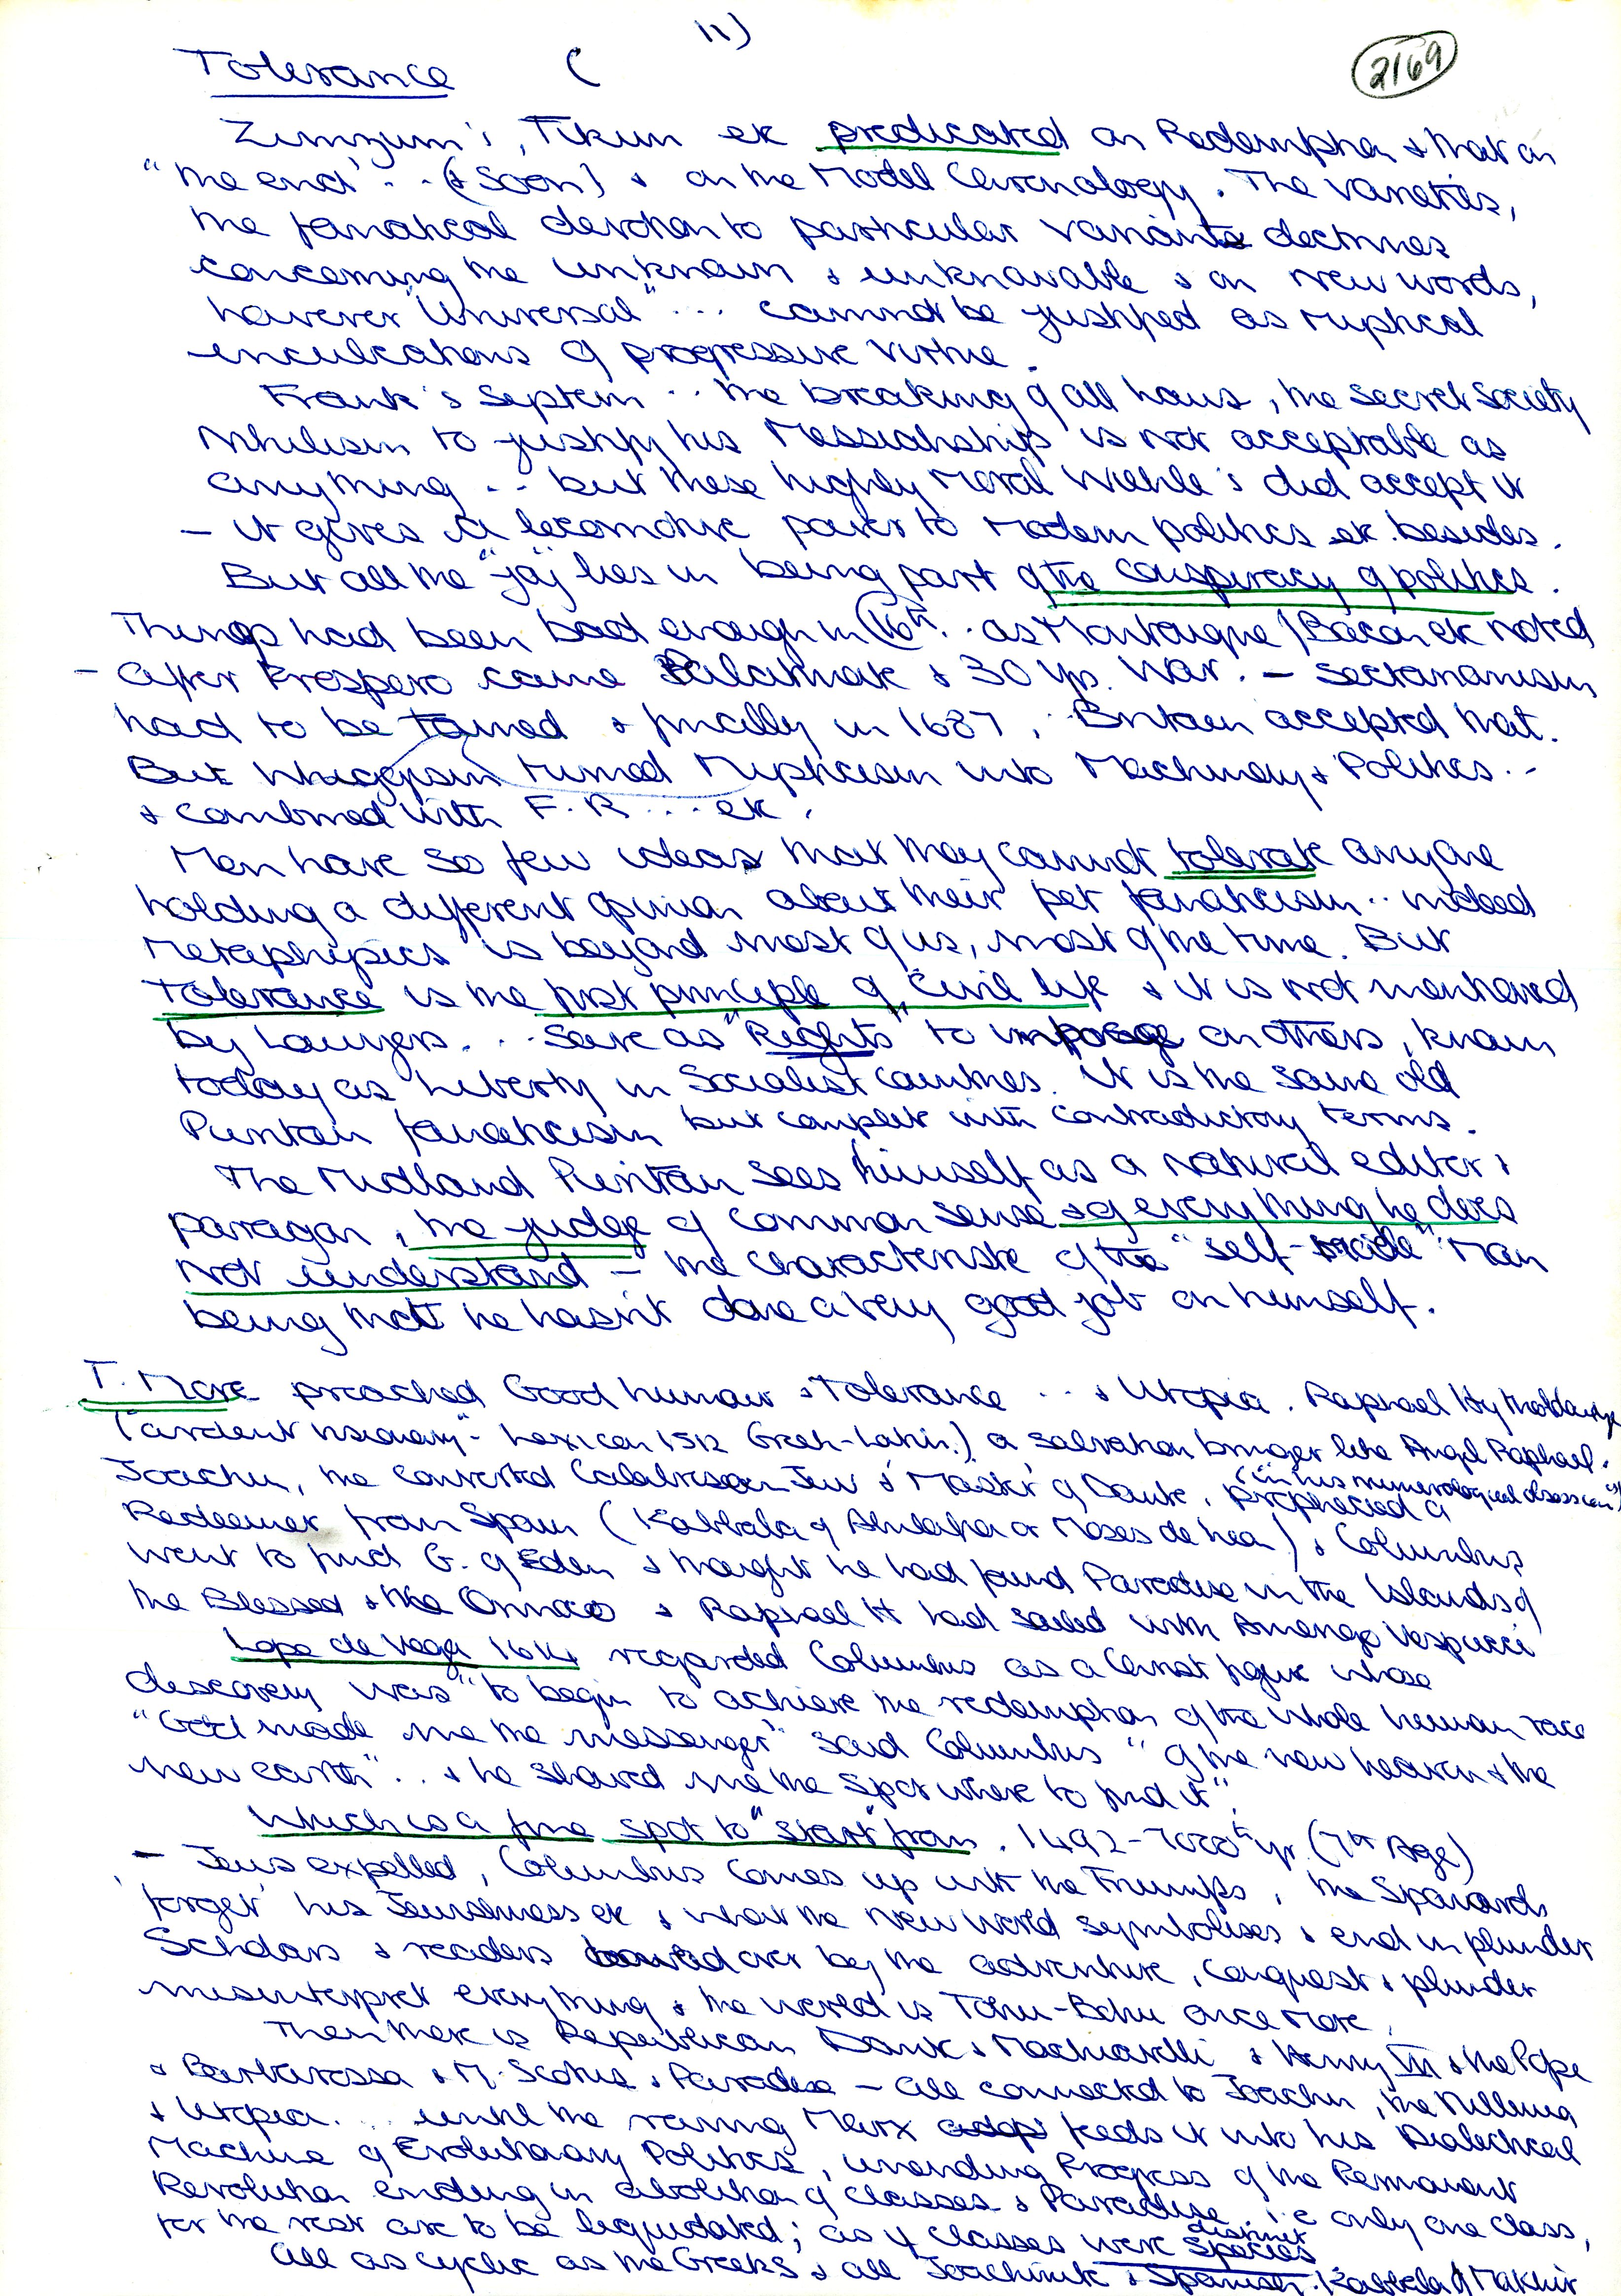 11)
2169
Tolerance (
Zimzum's, Tikun etc predicated on Redemption & that on
"the end" .. (& soon) & on the Model Chronology. The varieties,
the fanatical devotion to particular variants doctrines
concerning the unknown & unknowable & on new words,
however "Universal" ... cannot be justified as mystical
inculcations of progressive virtue.
Frank's System .. the breaking of all laws, the secret society
Nihilism to justify his Messiahship is not acceptable as
anything .. but these highly moral Wehle's did accept it
- it gives a locomotive power to Modern politics etc. besides.
But all the "joy" lies in being part of the conspiracy of politics.
Things had been bad enough in 16th .. as Montaigne / Bacon etc noted
- After Prospero came Palatinate & 30 yrs. War. - Sectarianism
had to be tamed & finally in 1687, Britain accepted that.
But Whiggism turned Mysticism into Machinery & Politics ..
& combined with F.R ... etc.
Men have so few ideas that they cannot tolerate anyone
holding a different opinion about their pet fanaticism .. indeed
Metaphysics is beyond most of us, most of the time. But
Tolerance is the first principle of civil life & it is not mentioned
by Lawyers ... save as "Rights" to impose on others, known
today as Liberty in Socialist countries. It is the same old
Puritan fanaticism but complete with contradictory terms.
The Midland Puritan sees himself as a natural editor &
paragon, the judge of common sense & of everything he does
not understand - the characteristic of the "self-made" Man
being that he hasn't done a very good job on himself.
T. More preached Good humour & Tolerance .. & Utopia. Raphael Hythlodaye
("ardent visionary" - Lexicon 1512 Greek-Latin.) a salvation bringer like Angel Raphael.
Joachim, the converted Calabrian Jew & 'Master' of Dante, prophecied a
(in his numerological obsession)
Redeemer from Spain (Kabbala of Abulafia or Moses de Leon) & Columbus
went to find G. of Eden & thought he had found Paradise in the Islands of
the Blessed & the Orinoco & Raphael H had sailed with Amerigo Vespucci
Lope de Vega 1614 regarded Columbus as a Christ figure whose
discovery was "to begin to achieve the redemption of the whole human race
"God made me the messenger" said Columbus "of the new heaven & the
new earth" .. & he showed me the spot where to find it".
Which is a fine spot to "start" from. 1492 - 7000th yr. (7th Age)
- Jews expelled, Columbus comes up with the Triumphs, the Spaniards
'forget' his Jewishness etc & what the New World symbolises & end in plunder
Scholars & readers bowled over by the adventure, conquest & plunder
misinterpret everything & the world is Tohu-Bohu once more.
Then there is Republican Dante & Machiavelli & Henry VII & the Pope
& Barbarossa & M. Scotus & Paradise - all connected to Joachim, the Millenia
& Utopia ... until the raving Marx feeds it into his Dialectical
Machine of Evolutionary Politics, unending Progress of the Permanent
Revolution ending in abolition of classes & Paradise i.e only one class,
for the rest are to be liquidated; as if classes were distinct species
All as cyclic as the Greeks & all Joachimite & Spanish. Kabbala of